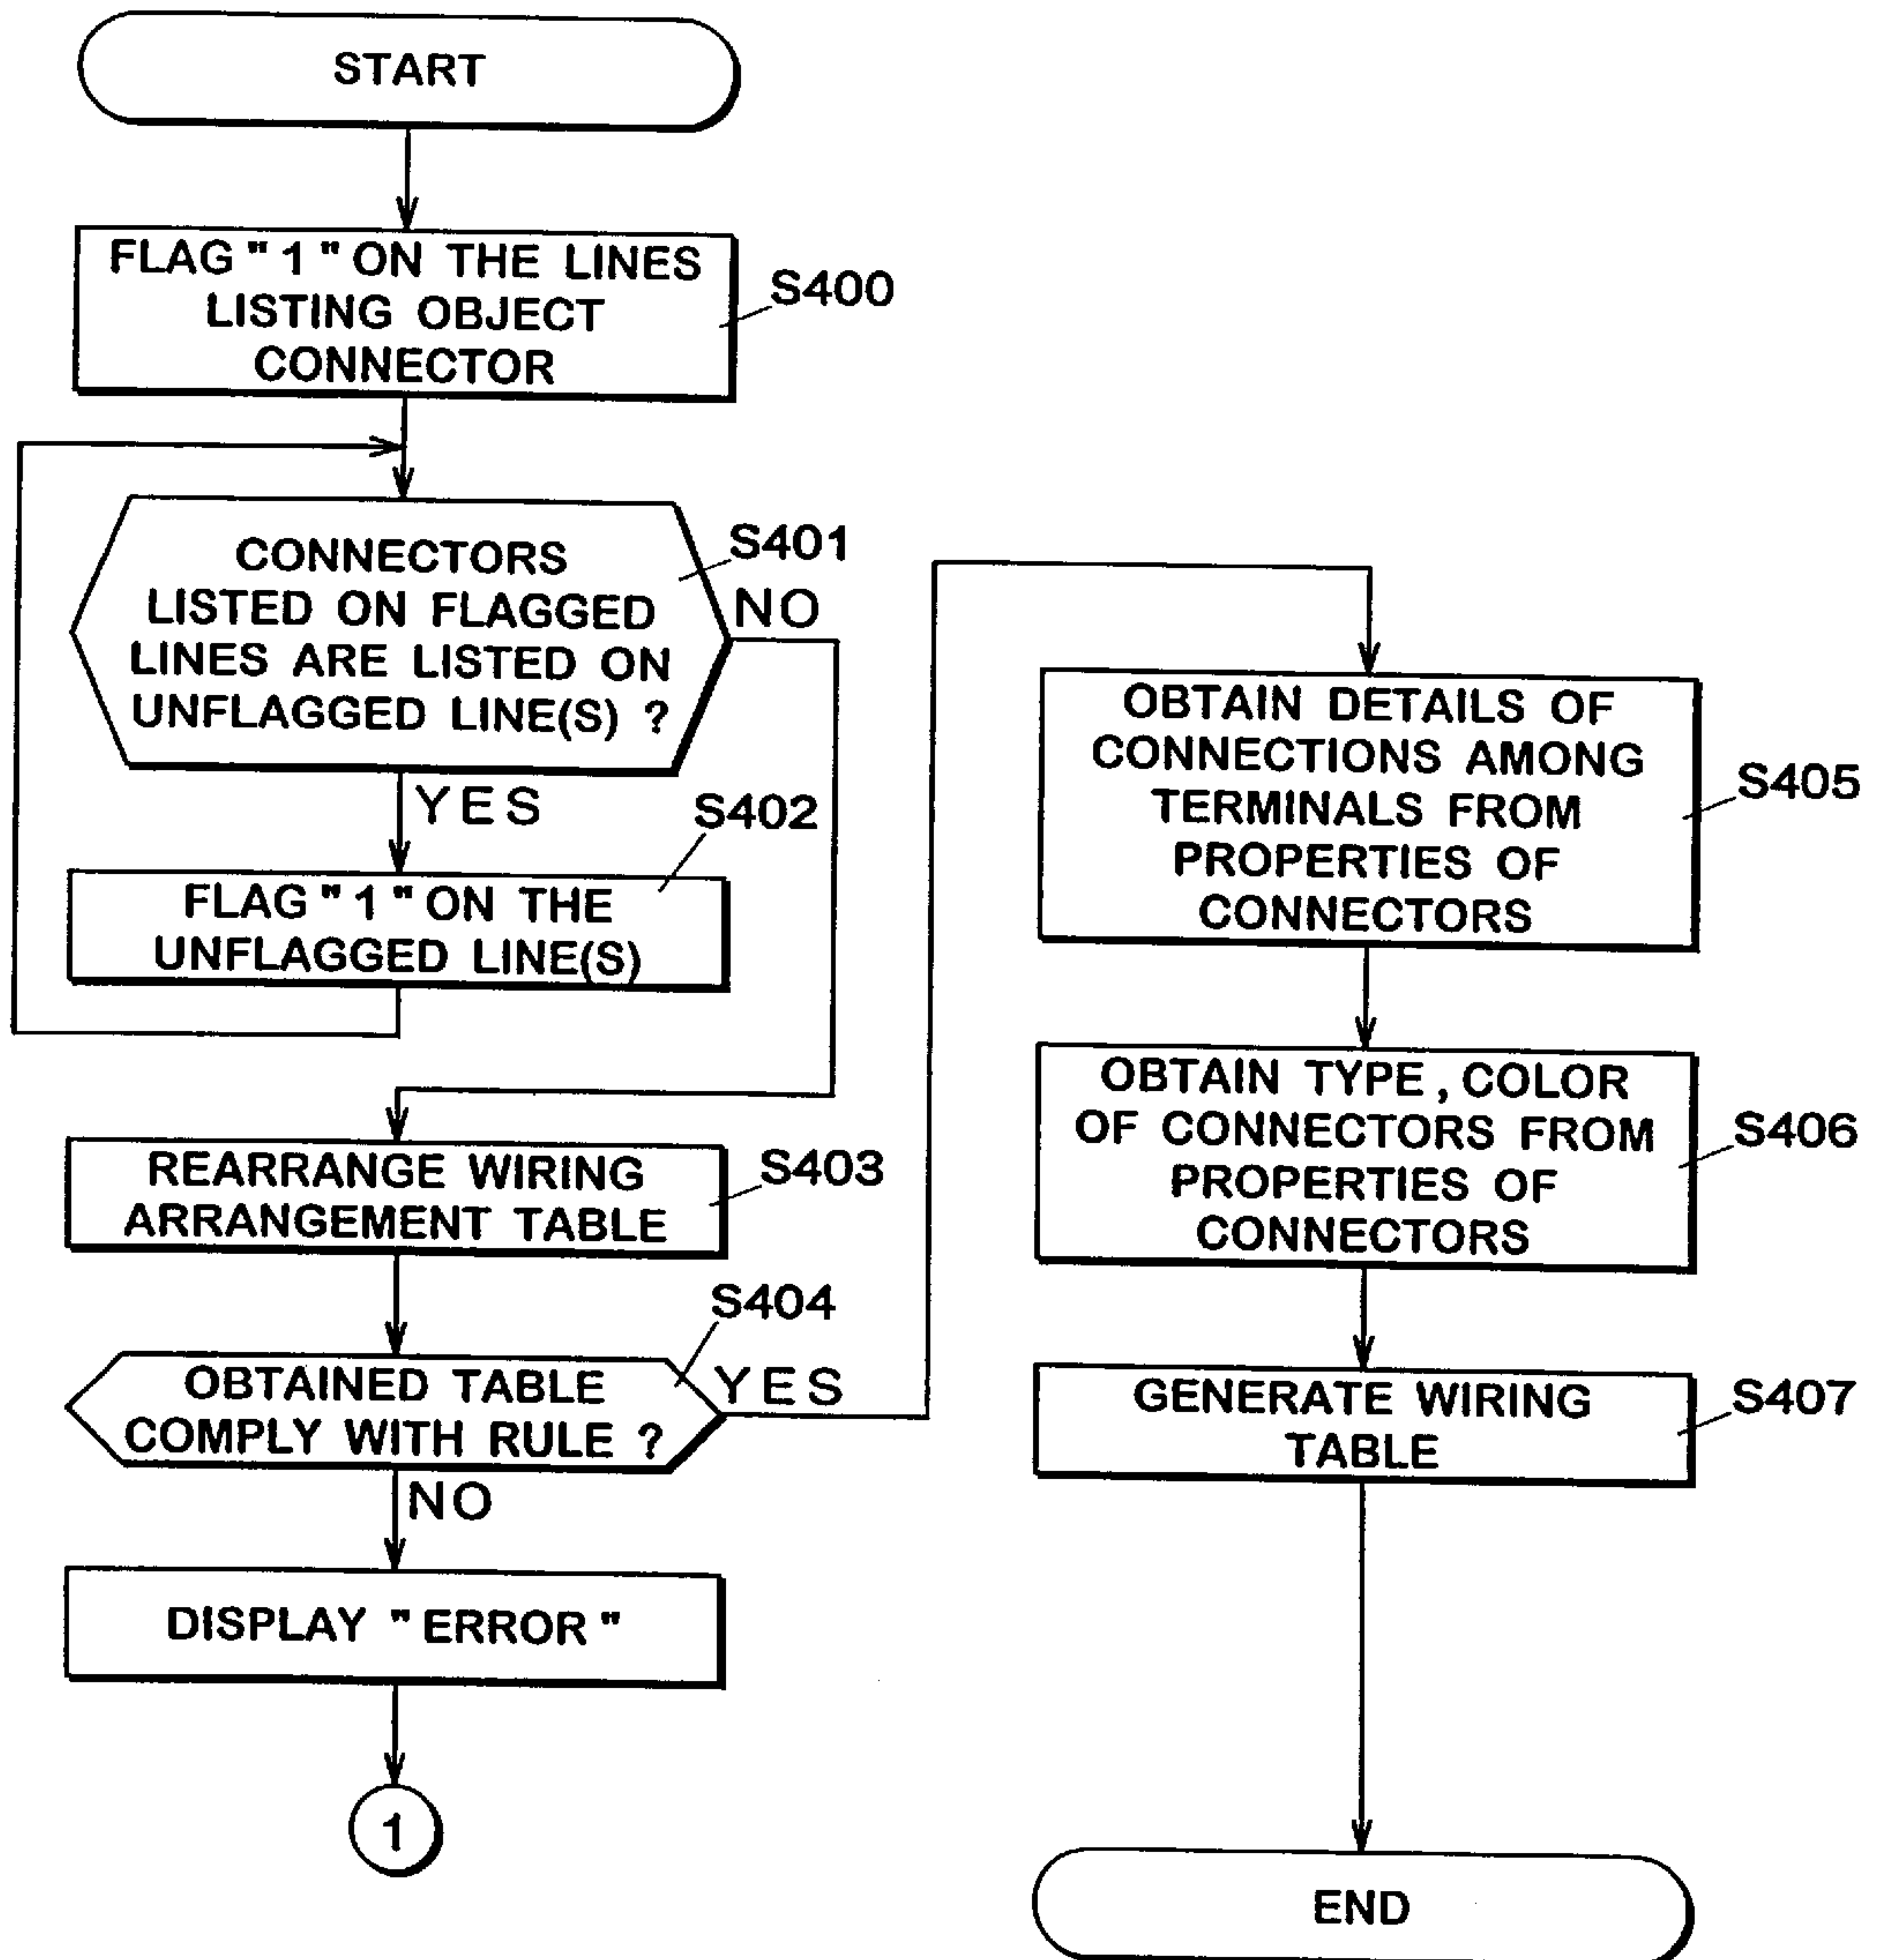 START
FLAG "1" ON THE LINES
LISTING OBJECT
CONNECTOR
S400
CONNECTORS
LISTED ON FLAGGED
LINES ARE LISTED ON
UNFLAGGED LINE(S) ?
S401
NO
YES
S402
FLAG "1" ON THE
UNFLAGGED LINE(S)
REARRANGE WIRING
ARRANGEMENT TABLE
S403
S404
OBTAINED TABLE
COMPLY WITH RULE ?
YES
NO
DISPLAY "ERROR"
1
OBTAIN DETAILS OF
CONNECTIONS AMONG
TERMINALS FROM
PROPERTIES OF
CONNECTORS
S405
OBTAIN TYPE, COLOR
OF CONNECTORS FROM
PROPERTIES OF
CONNECTORS
S406
GENERATE WIRING
TABLE
S407
END